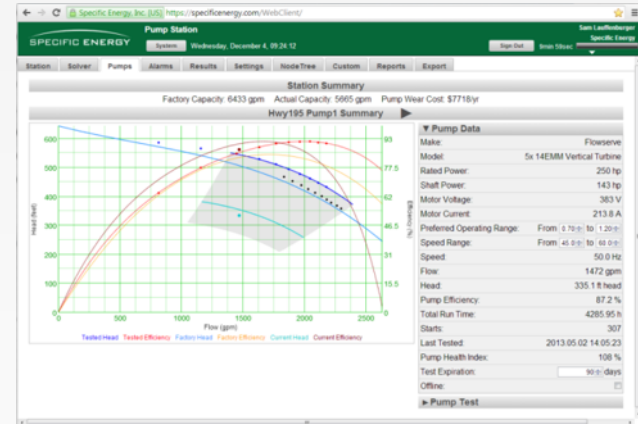 Specific Energy, Inc. [US] https://specificenergy.com/WebClient/
SPECIFIC ENERGY
Pump Station
System Wednesday, December 4, 09:24:12
Sam Lauffenberger
Specific Energy
Sign Out 9min 59sec
Station Solver Pumps Alarms Results Settings NodeTree Custom Reports Export
Station Summary
Factory Capacity: 6433 gpm Actual Capacity: 5665 gpm Pump Wear Cost: $7718/yr
Hwy195 Pump1 Summary
600
500
400
300
200
100
0
Head (feet)
0 500 1000 1500 2000 2500
Flow (gpm)
93
77.5
62
46.5
31
15.5
Efficiency (%)
Tested Head Tested Efficiency Factory Head Factory Efficiency Current Head Current Efficiency
Pump Data
Make: Flowserve
Model: 5x 14EMM Vertical Turbine
Rated Power: 250 hp
Shaft Power: 143 hp
Motor Voltage: 383 V
Motor Current: 213.8 A
Preferred Operating Range: From 0.70 to 1.20
Speed Range: From 45.0 to 60.0
Speed: 50.0 Hz
Flow: 1472 gpm
Head: 335.1 ft head
Pump Efficiency: 87.2 %
Total Run Time: 4285.95 h
Starts: 307
Last Tested: 2013.05.02 14:05:23
Pump Health Index: 108 %
Test Expiration: 90 days
Offline:
Pump Test